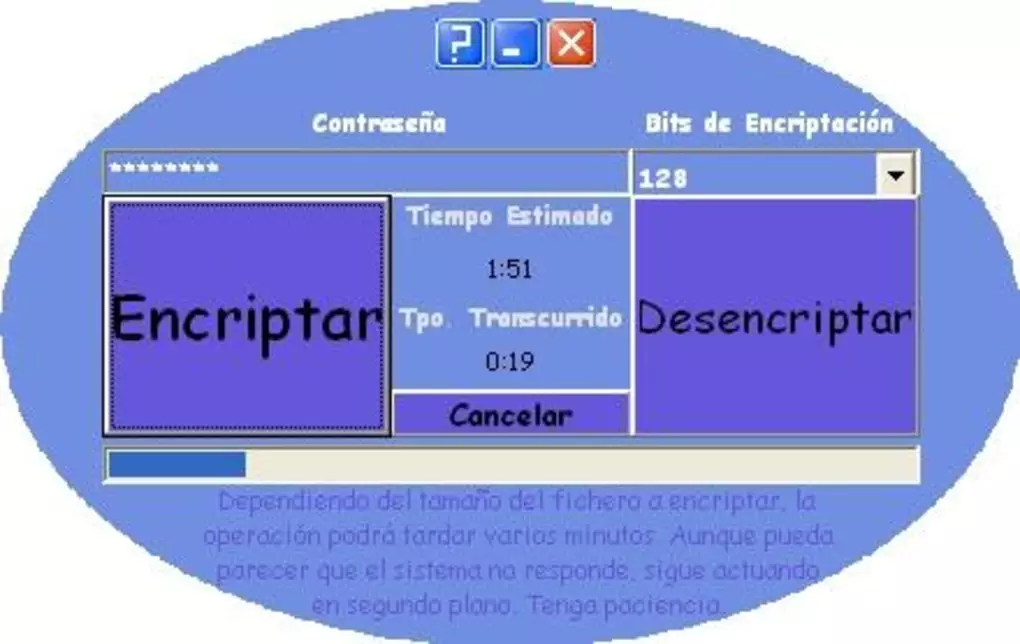 ?
Contraseña
Bits de Encriptación
********
128
Encriptar
Tiempo Estimado
1:51
Tpo. Transcurrido
0:19
Cancelar
Desencriptar
Dependiendo del tamaño del fichero a encriptar, la
operación podrá tardar varios minutos. Aunque pueda
parecer que el sistema no responde, sigue actuando
en segundo plano. Tenga paciencia.